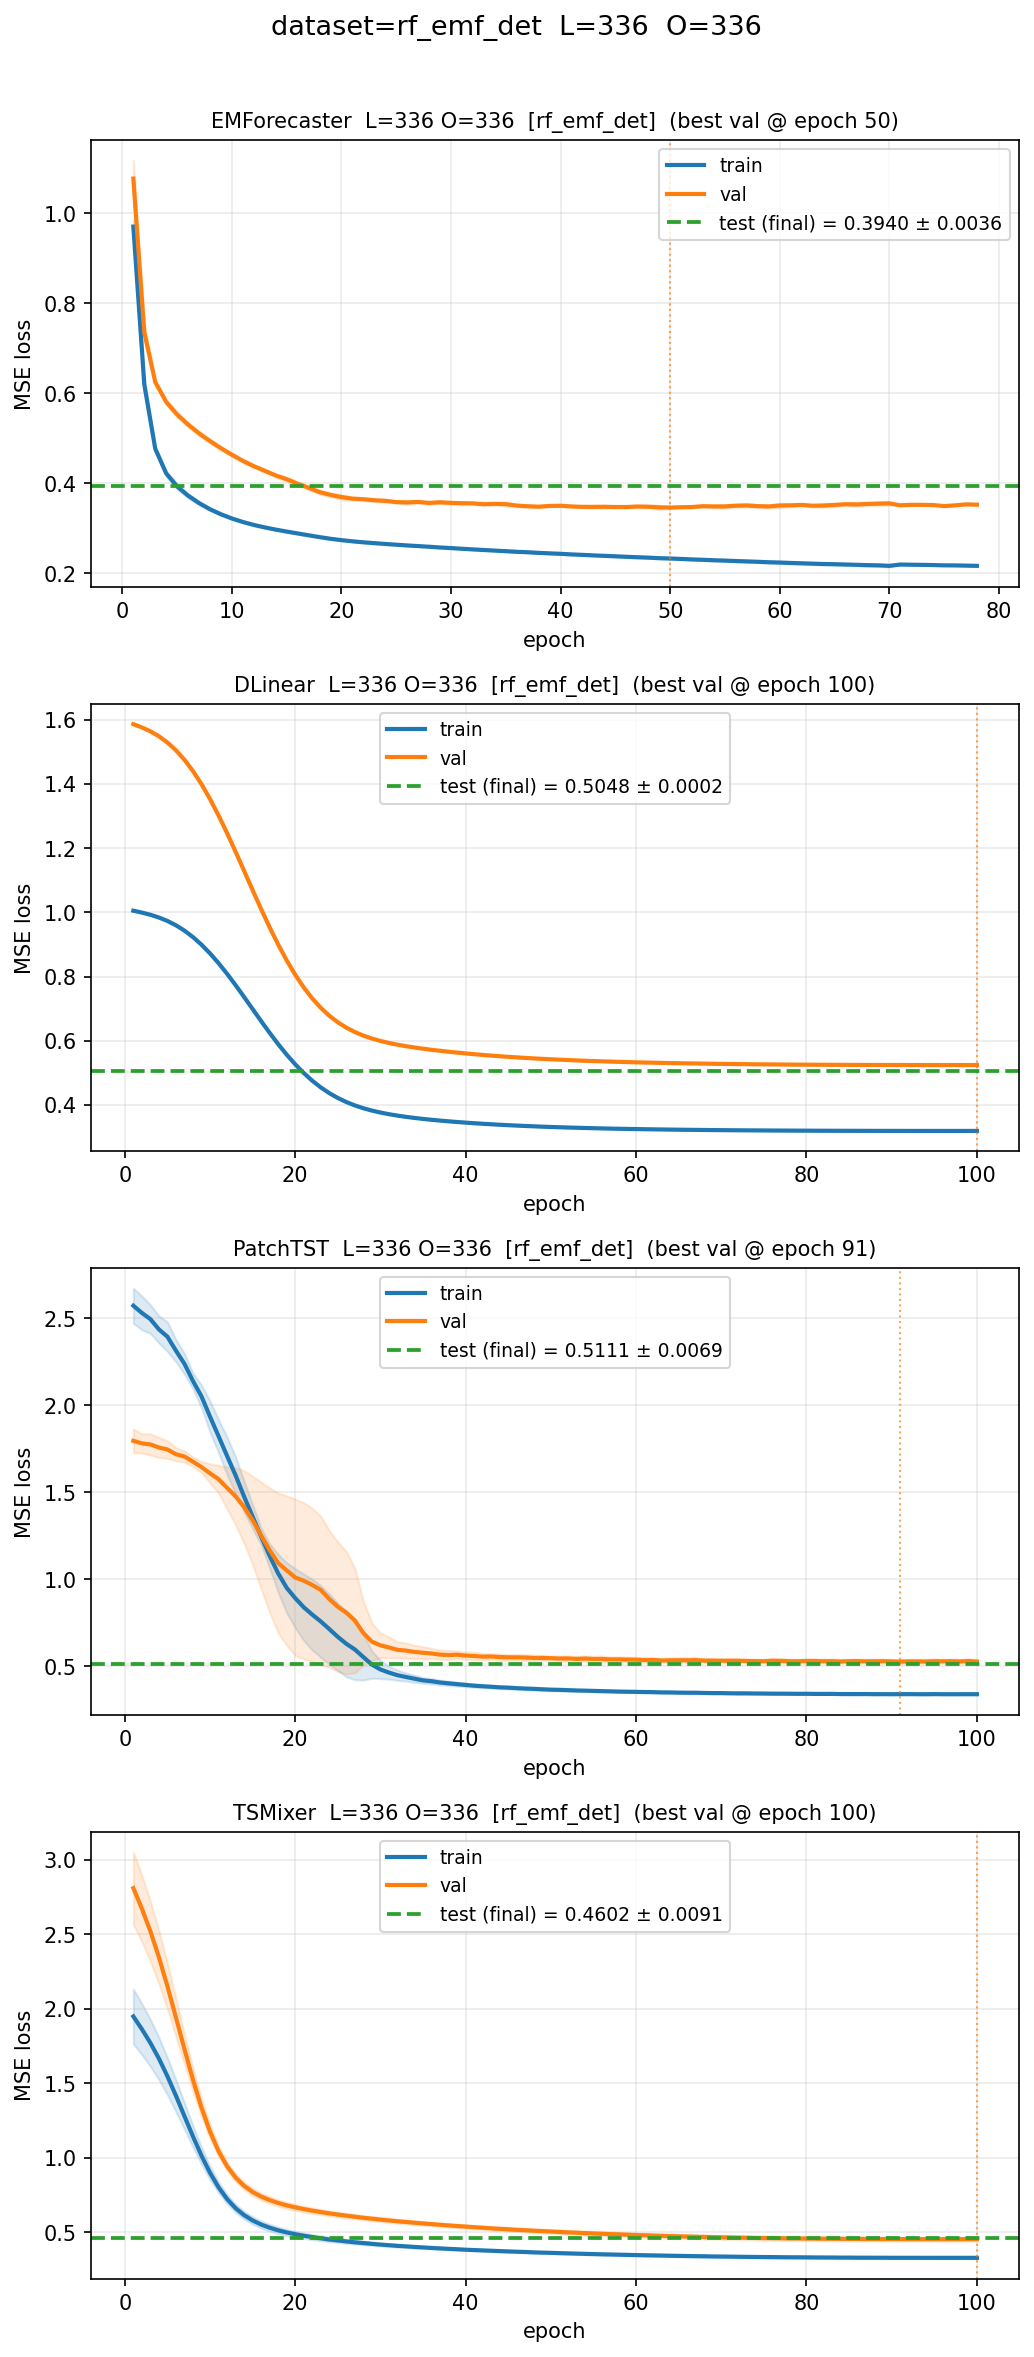 dataset=rf_emf_det  L=336  O=336
EMForecaster  L=336 O=336  [rf_emf_det]  (best val @ epoch 50)
train
val
test (final) = 0.3940 ± 0.0036
MSE loss
1.0
0.8
0.6
0.4
0.2
0 10 20 30 40 50 60 70 80
epoch
DLinear  L=336 O=336  [rf_emf_det]  (best val @ epoch 100)
train
val
test (final) = 0.5048 ± 0.0002
MSE loss
1.6
1.4
1.2
1.0
0.8
0.6
0.4
0 20 40 60 80 100
epoch
PatchTST  L=336 O=336  [rf_emf_det]  (best val @ epoch 91)
train
val
test (final) = 0.5111 ± 0.0069
MSE loss
2.5
2.0
1.5
1.0
0.5
0 20 40 60 80 100
epoch
TSMixer  L=336 O=336  [rf_emf_det]  (best val @ epoch 100)
train
val
test (final) = 0.4602 ± 0.0091
MSE loss
3.0
2.5
2.0
1.5
1.0
0.5
0 20 40 60 80 100
epoch